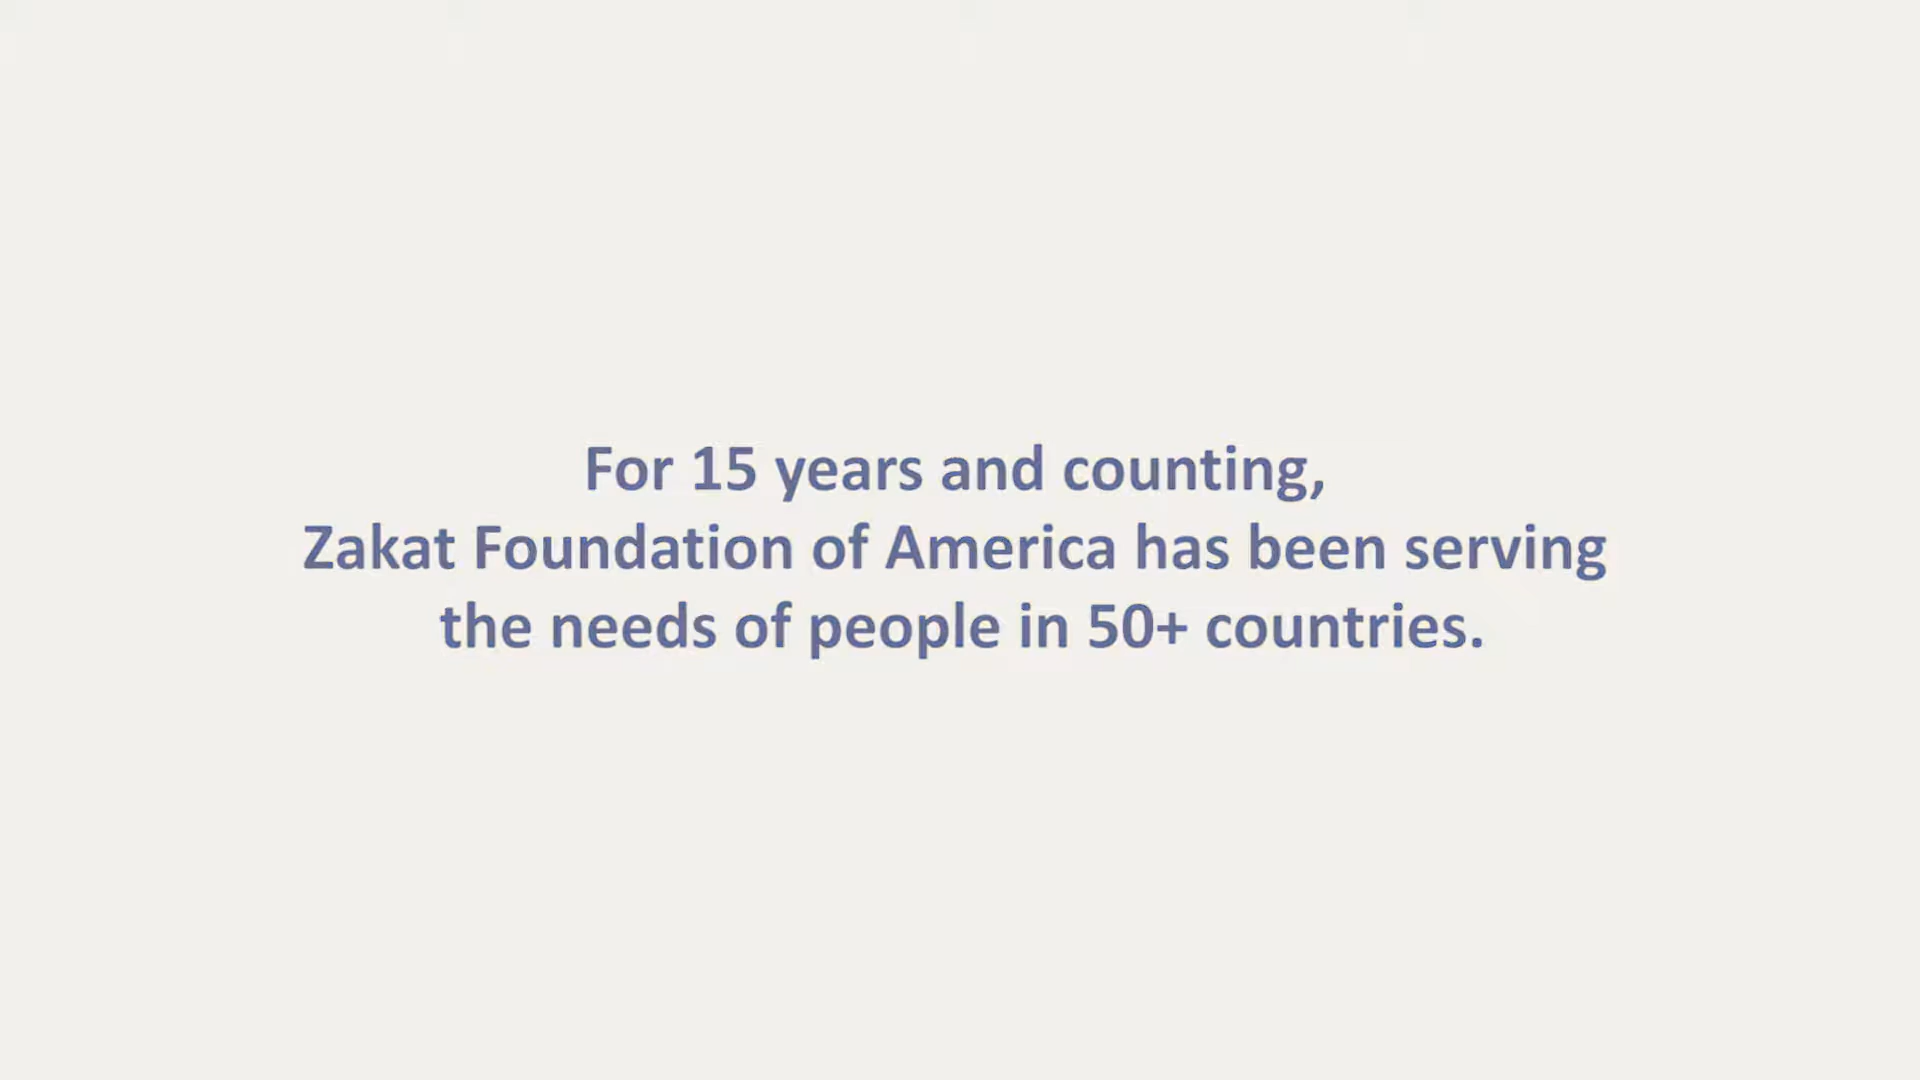 For 15 years and counting,
Zakat Foundation of America has been serving
the needs of people in 50+ countries.